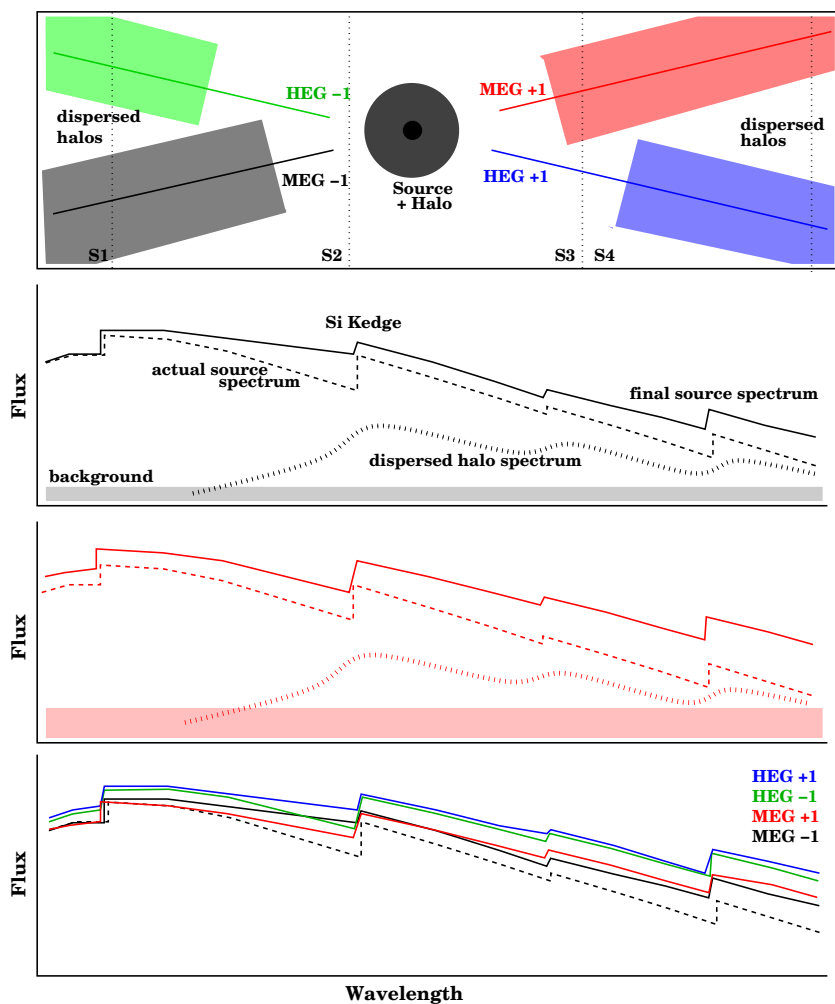 HEG −1
MEG +1
dispersed
halos
dispersed
halos
MEG −1
HEG +1
Source
+ Halo
S1
S2
S3
S4
Si Kedge
actual source
spectrum
final source spectrum
dispersed halo spectrum
background
Flux
Flux
HEG +1
HEG −1
MEG +1
MEG −1
Flux
Wavelength